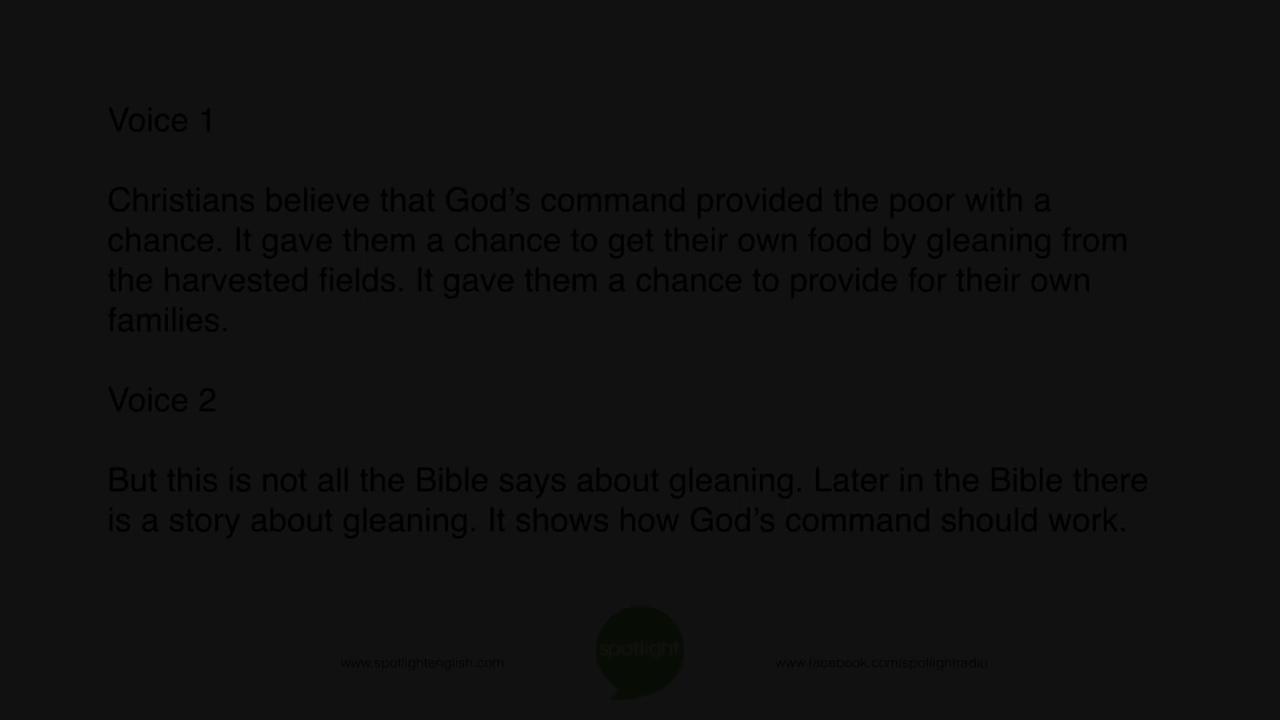 Voice 1
Christians believe that God's command provided the poor with a
chance. It gave them a chance to get their own food by gleaning from
the harvested fields. It gave them a chance to provide for their own
families.
Voice 2
But this is not all the Bible says about gleaning. Later in the Bible there
is a story about gleaning. It shows how God's command should work.
spotlight
www.spotlightenglish.com
www.facebook.com/spotlightradio